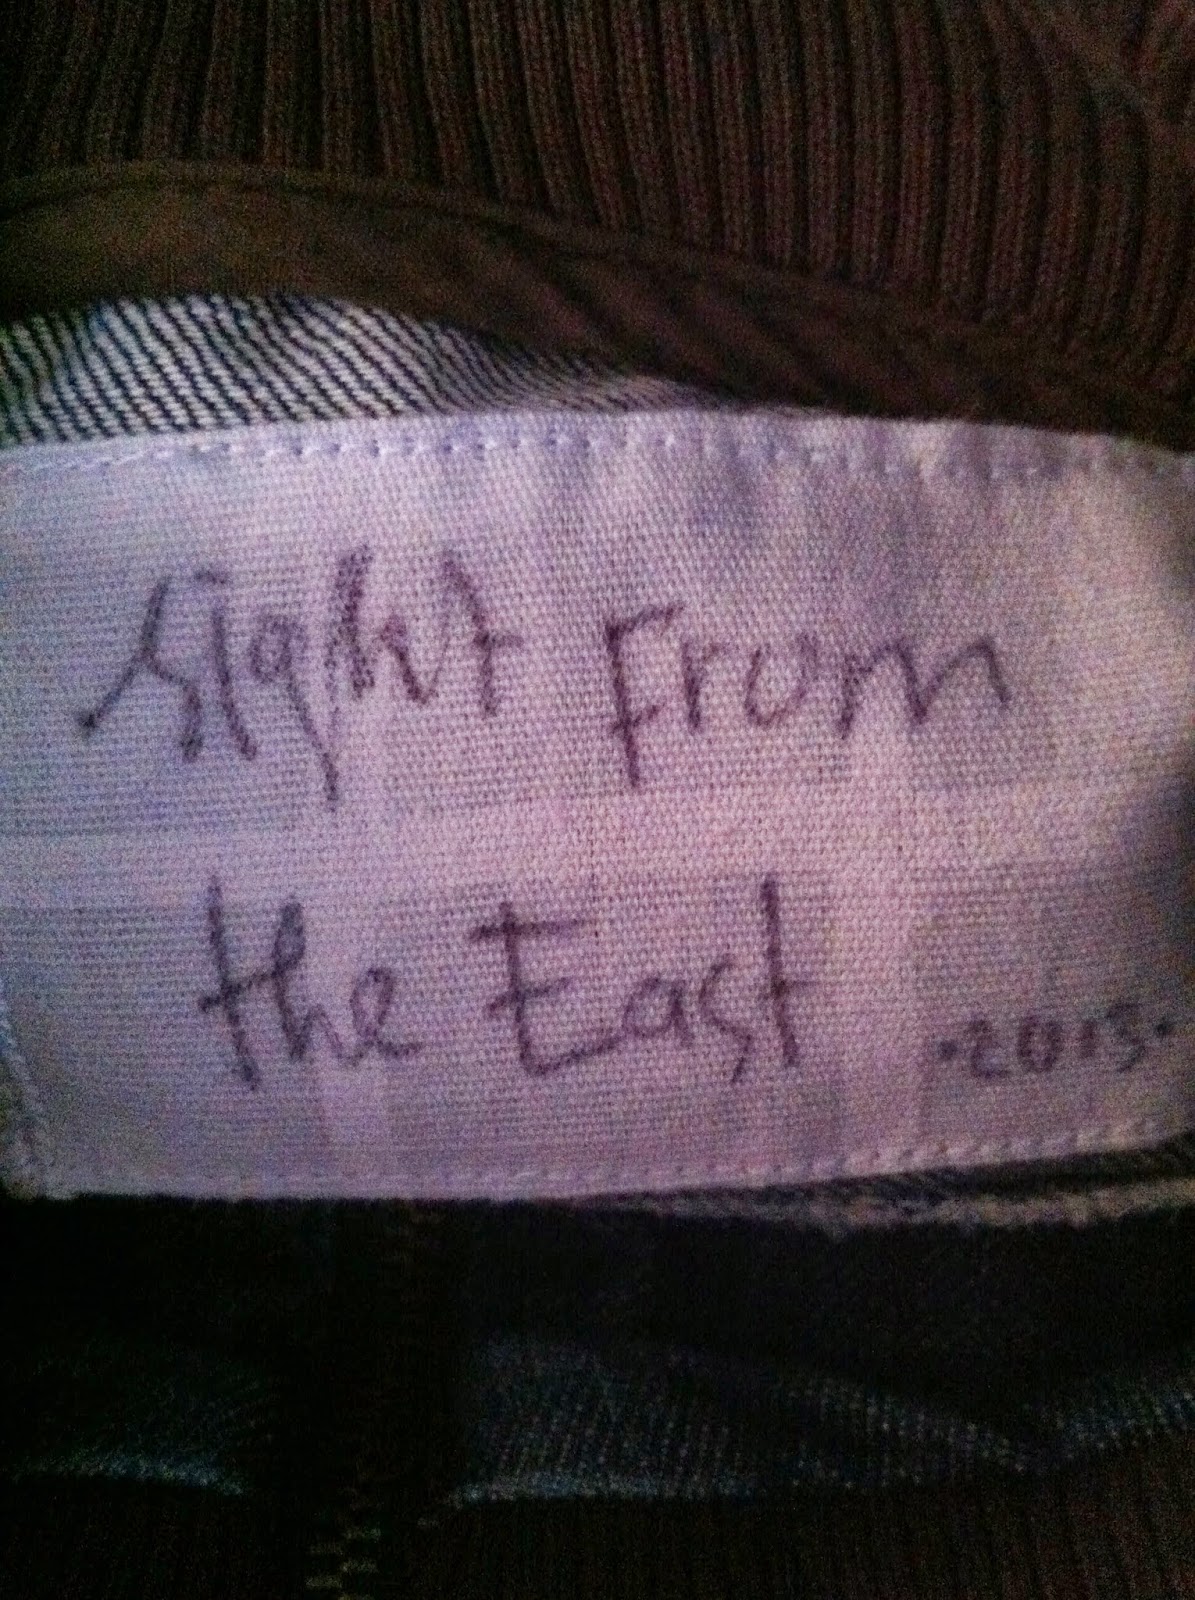 sight From
the East
·2013·